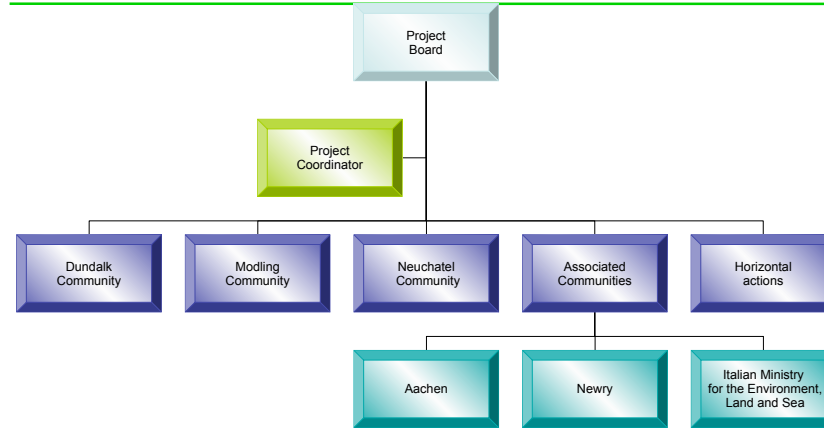 Project
Board
Project
Coordinator
Dundalk
Community
Modling
Community
Neuchatel
Community
Associated
Communities
Horizontal
actions
Aachen
Newry
Italian Ministry
for the Environment,
Land and Sea